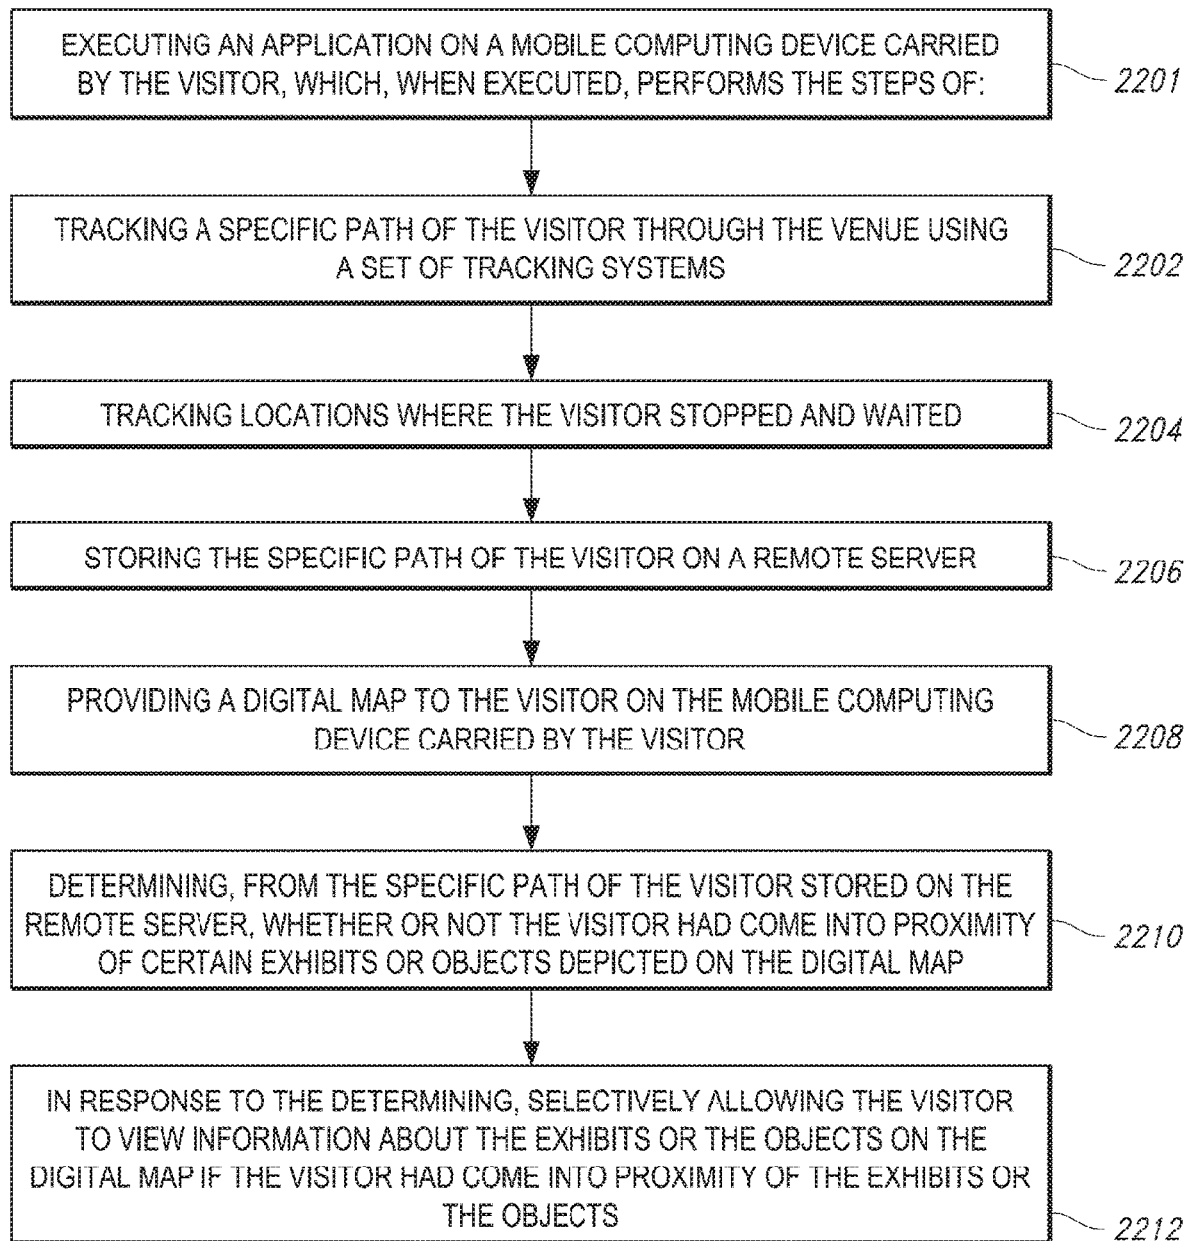 EXECUTING AN APPLICATION ON A MOBILE COMPUTING DEVICE CARRIED
BY THE VISITOR, WHICH, WHEN EXECUTED, PERFORMS THE STEPS OF:
2201
TRACKING A SPECIFIC PATH OF THE VISITOR THROUGH THE VENUE USING
A SET OF TRACKING SYSTEMS
2202
TRACKING LOCATIONS WHERE THE VISITOR STOPPED AND WAITED
2204
STORING THE SPECIFIC PATH OF THE VISITOR ON A REMOTE SERVER
2206
PROVIDING A DIGITAL MAP TO THE VISITOR ON THE MOBILE COMPUTING
DEVICE CARRIED BY THE VISITOR
2208
DETERMINING, FROM THE SPECIFIC PATH OF THE VISITOR STORED ON THE
REMOTE SERVER, WHETHER OR NOT THE VISITOR HAD COME INTO PROXIMITY
OF CERTAIN EXHIBITS OR OBJECTS DEPICTED ON THE DIGITAL MAP
2210
IN RESPONSE TO THE DETERMINING, SELECTIVELY ALLOWING THE VISITOR
TO VIEW INFORMATION ABOUT THE EXHIBITS OR THE OBJECTS ON THE
DIGITAL MAP IF THE VISITOR HAD COME INTO PROXIMITY OF THE EXHIBITS OR
THE OBJECTS
2212